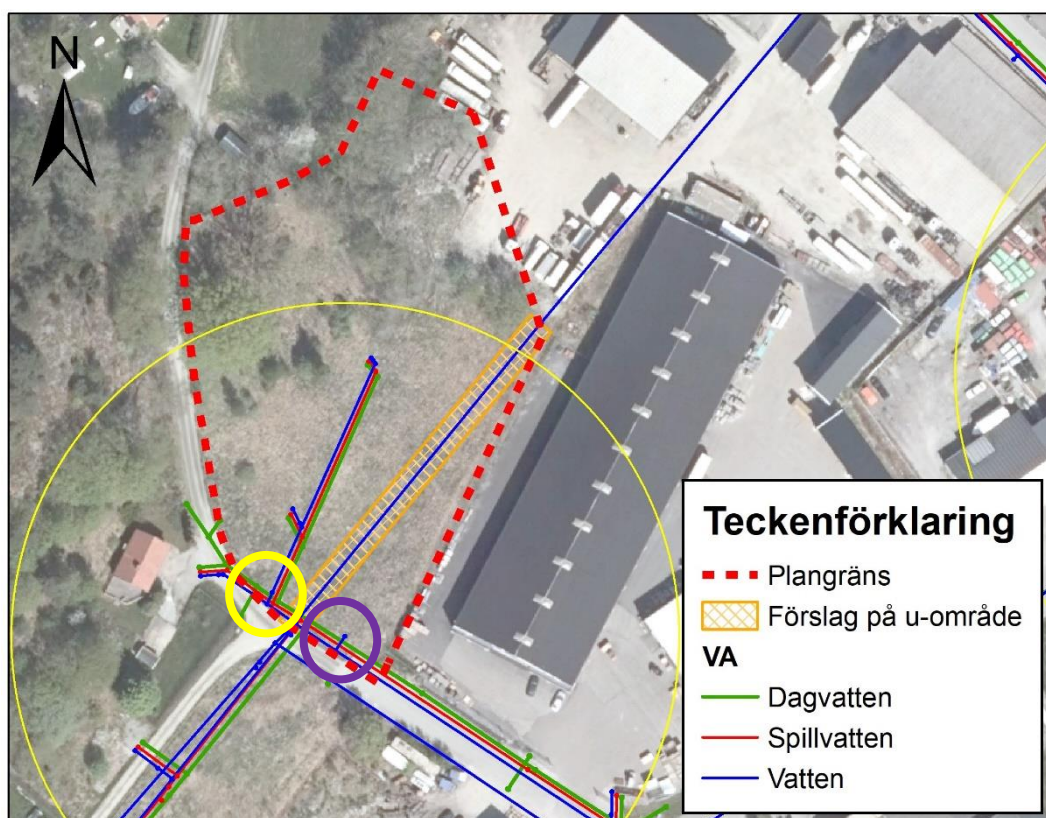 N
Teckenförklaring
Plangräns
Förslag på u-område
VA
Dagvatten
Spillvatten
Vatten